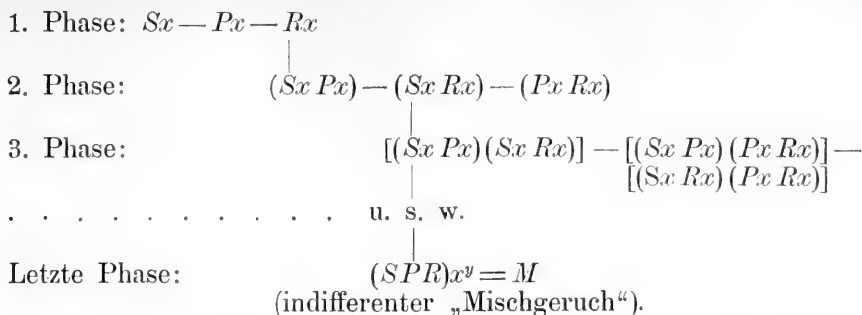 1. Phase: Sx — Px — Rx
2. Phase: (Sx Px) — (Sx Rx) — (Px Rx)
3. Phase: [(Sx Px) (Sx Rx)] — [(Sx Px) (Px Rx)] —
[(Sx Rx) (Px Rx)]
. . . . . . . . . . u. s. w.
Letzte Phase: (SPR)xʸ = M
(indifferenter „Mischgeruch“).